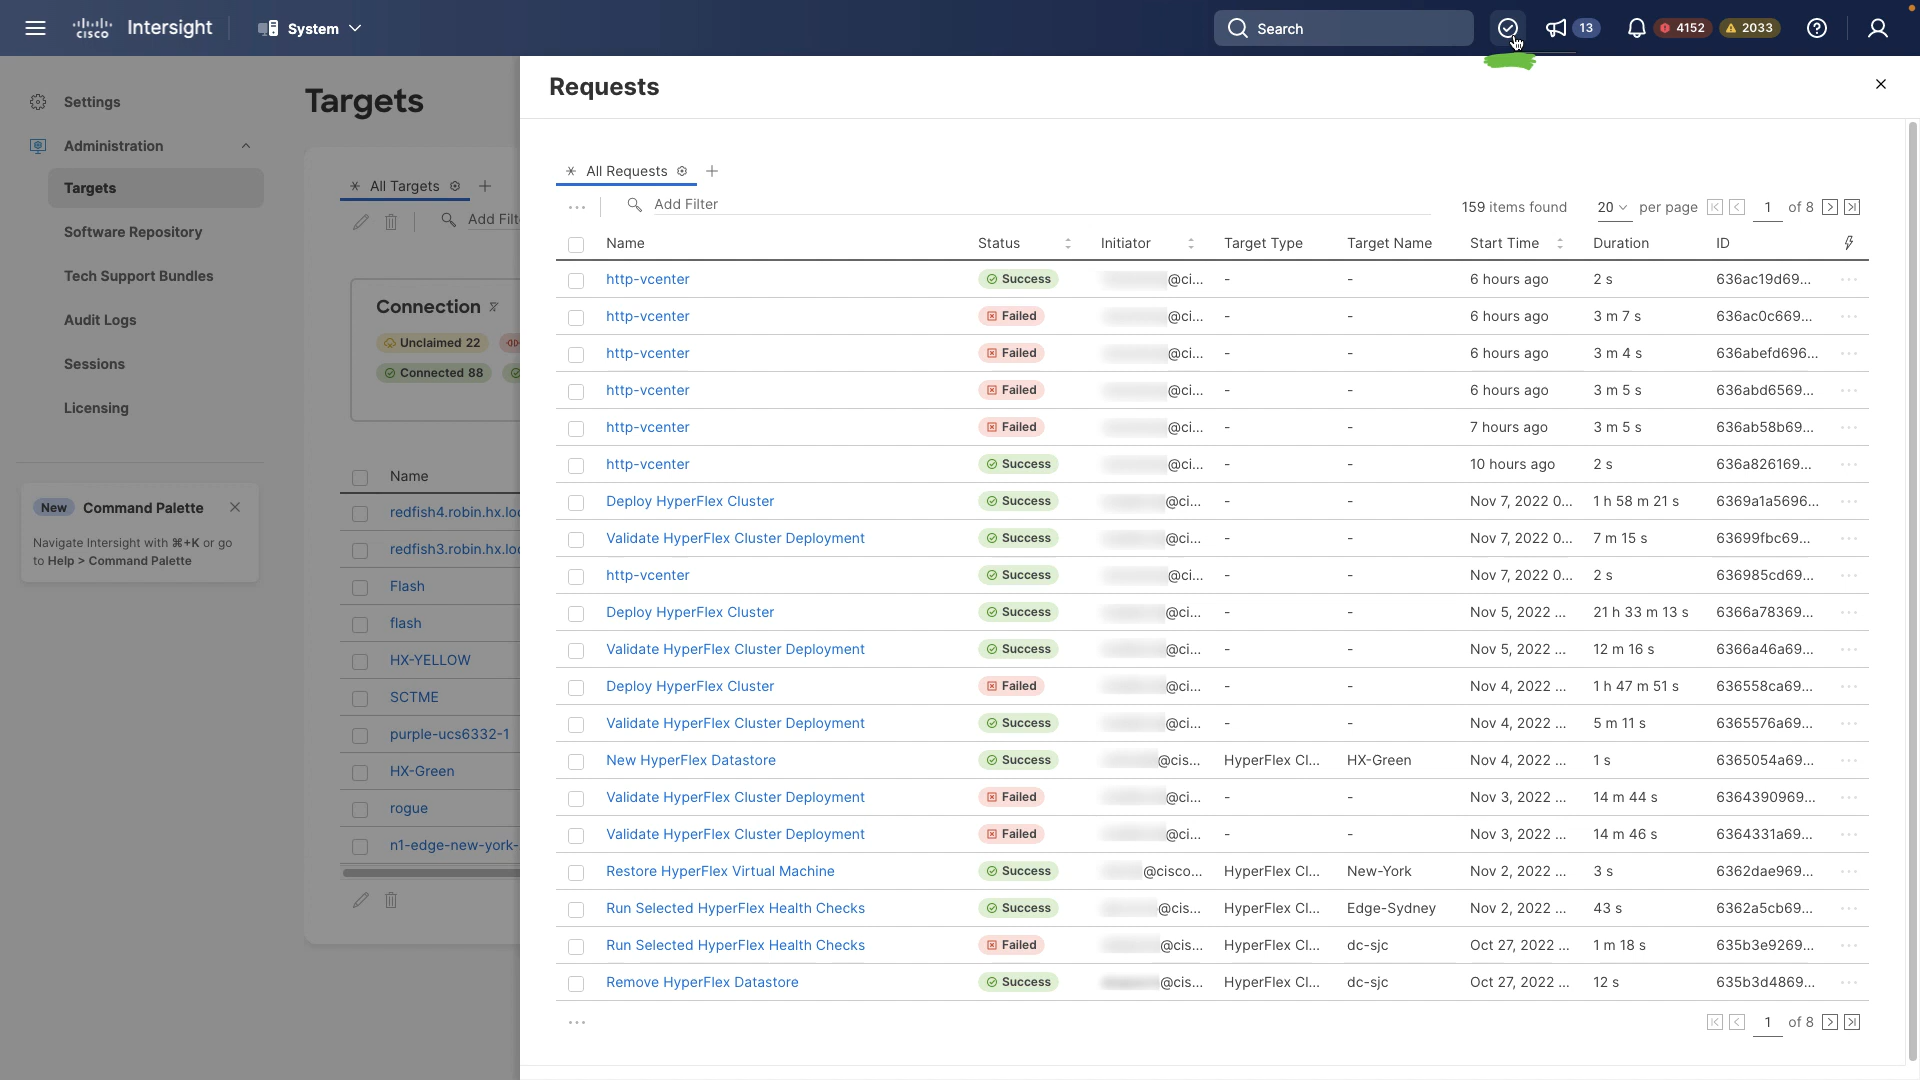 cisco Intersight System Search 13 4152 2033
Settings
Administration
Targets
Software Repository
Tech Support Bundles
Audit Logs
Sessions
Licensing
New Command Palette
Navigate Intersight with ⌘+K or go
to Help > Command Palette
Targets
All Targets
Add Filt
Connection
Unclaimed 22
Connected 88
Name
redfish4.robin.hx.loc
redfish3.robin.hx.loc
Flash
flash
HX-YELLOW
SCTME
purple-ucs6332-1
HX-Green
rogue
n1-edge-new-york-
Requests
All Requests
Add Filter 159 items found 20 per page 1 of 8
Name Status Initiator Target Type Target Name Start Time Duration ID
http-vcenter Success @ci... - - 6 hours ago 2 s 636ac19d69...
http-vcenter Failed @ci... - - 6 hours ago 3 m 7 s 636ac0c669...
http-vcenter Failed @ci... - - 6 hours ago 3 m 4 s 636abefd696...
http-vcenter Failed @ci... - - 6 hours ago 3 m 5 s 636abd6569...
http-vcenter Failed @ci... - - 7 hours ago 3 m 5 s 636ab58b69...
http-vcenter Success @ci... - - 10 hours ago 2 s 636a826169...
Deploy HyperFlex Cluster Success @ci... - - Nov 7, 2022 0... 1 h 58 m 21 s 6369a1a5696...
Validate HyperFlex Cluster Deployment Success @ci... - - Nov 7, 2022 0... 7 m 15 s 63699fbc69...
http-vcenter Success @ci... - - Nov 7, 2022 0... 2 s 636985cd69...
Deploy HyperFlex Cluster Success @ci... - - Nov 5, 2022 ... 21 h 33 m 13 s 6366a78369...
Validate HyperFlex Cluster Deployment Success @ci... - - Nov 5, 2022 ... 12 m 16 s 6366a46a69...
Deploy HyperFlex Cluster Failed @ci... - - Nov 4, 2022 ... 1 h 47 m 51 s 636558ca69...
Validate HyperFlex Cluster Deployment Success @ci... - - Nov 4, 2022 ... 5 m 11 s 6365576a69...
New HyperFlex Datastore Success @cis... HyperFlex Cl... HX-Green Nov 4, 2022 ... 1 s 6365054a69...
Validate HyperFlex Cluster Deployment Failed @ci... - - Nov 3, 2022 ... 14 m 44 s 6364390969...
Validate HyperFlex Cluster Deployment Failed @ci... - - Nov 3, 2022 ... 14 m 46 s 6364331a69...
Restore HyperFlex Virtual Machine Success @cisco... HyperFlex Cl... New-York Nov 2, 2022 ... 3 s 6362dae969...
Run Selected HyperFlex Health Checks Success @cis... HyperFlex Cl... Edge-Sydney Nov 2, 2022 ... 43 s 6362a5cb69...
Run Selected HyperFlex Health Checks Failed @cis... HyperFlex Cl... dc-sjc Oct 27, 2022 ... 1 m 18 s 635b3e9269...
Remove HyperFlex Datastore Success @cis... HyperFlex Cl... dc-sjc Oct 27, 2022 ... 12 s 635b3d4869...
1 of 8